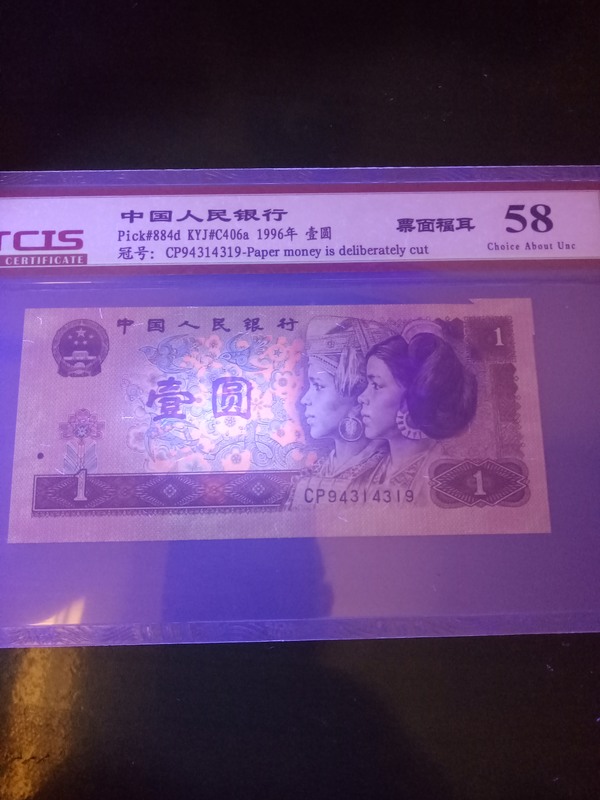 中国人民银行
Pick#884d KYJ#C406a 1996年 壹圆
冠号: CP94314319-Paper money is deliberately cut
票面福耳
58
Choice About Unc
TCIS
CERTIFICATE
中国人民银行
1
壹圆
1
CP94314319
1